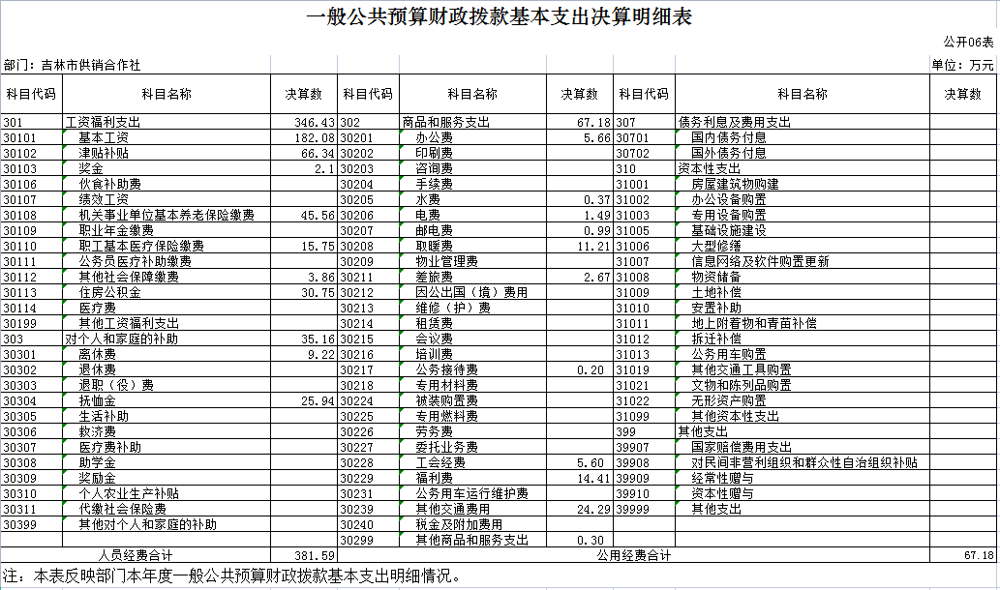 一般公共预算财政拨款基本支出决算明细表
公开06表
部门：吉林市供销合作社 单位：万元
科目代码 科目名称 决算数 科目代码 科目名称 决算数 科目代码 科目名称 决算数
301 工资福利支出 346.43 302 商品和服务支出 67.18 307 债务利息及费用支出
30101 基本工资 182.08 30201 办公费 5.66 30701 国内债务付息
30102 津贴补贴 66.34 30202 印刷费 30702 国外债务付息
30103 奖金 2.1 30203 咨询费 310 资本性支出
30106 伙食补助费 30204 手续费 31001 房屋建筑物购建
30107 绩效工资 30205 水费 0.37 31002 办公设备购置
30108 机关事业单位基本养老保险缴费 45.56 30206 电费 1.49 31003 专用设备购置
30109 职业年金缴费 30207 邮电费 0.99 31005 基础设施建设
30110 职工基本医疗保险缴费 15.75 30208 取暖费 11.21 31006 大型修缮
30111 公务员医疗补助缴费 30209 物业管理费 31007 信息网络及软件购置更新
30112 其他社会保障缴费 3.86 30211 差旅费 2.67 31008 物资储备
30113 住房公积金 30.75 30212 因公出国（境）费用 31009 土地补偿
30114 医疗费 30213 维修（护）费 31010 安置补助
30199 其他工资福利支出 30214 租赁费 31011 地上附着物和青苗补偿
303 对个人和家庭的补助 35.16 30215 会议费 31012 拆迁补偿
30301 离休费 9.22 30216 培训费 31013 公务用车购置
30302 退休费 30217 公务接待费 0.20 31019 其他交通工具购置
30303 退职（役）费 30218 专用材料费 31021 文物和陈列品购置
30304 抚恤金 25.94 30224 被装购置费 31022 无形资产购置
30305 生活补助 30225 专用燃料费 31099 其他资本性支出
30306 救济费 30226 劳务费 399 其他支出
30307 医疗费补助 30227 委托业务费 39907 国家赔偿费用支出
30308 助学金 30228 工会经费 5.60 39908 对民间非营利组织和群众性自治组织补贴
30309 奖励金 30229 福利费 14.41 39909 经常性赠与
30310 个人农业生产补贴 30231 公务用车运行维护费 39910 资本性赠与
30311 代缴社会保险费 30239 其他交通费用 24.29 39999 其他支出
30399 其他对个人和家庭的补助 30240 税金及附加费用
30299 其他商品和服务支出 0.30
人员经费合计 381.59 公用经费合计 67.18
注：本表反映部门本年度一般公共预算财政拨款基本支出明细情况。